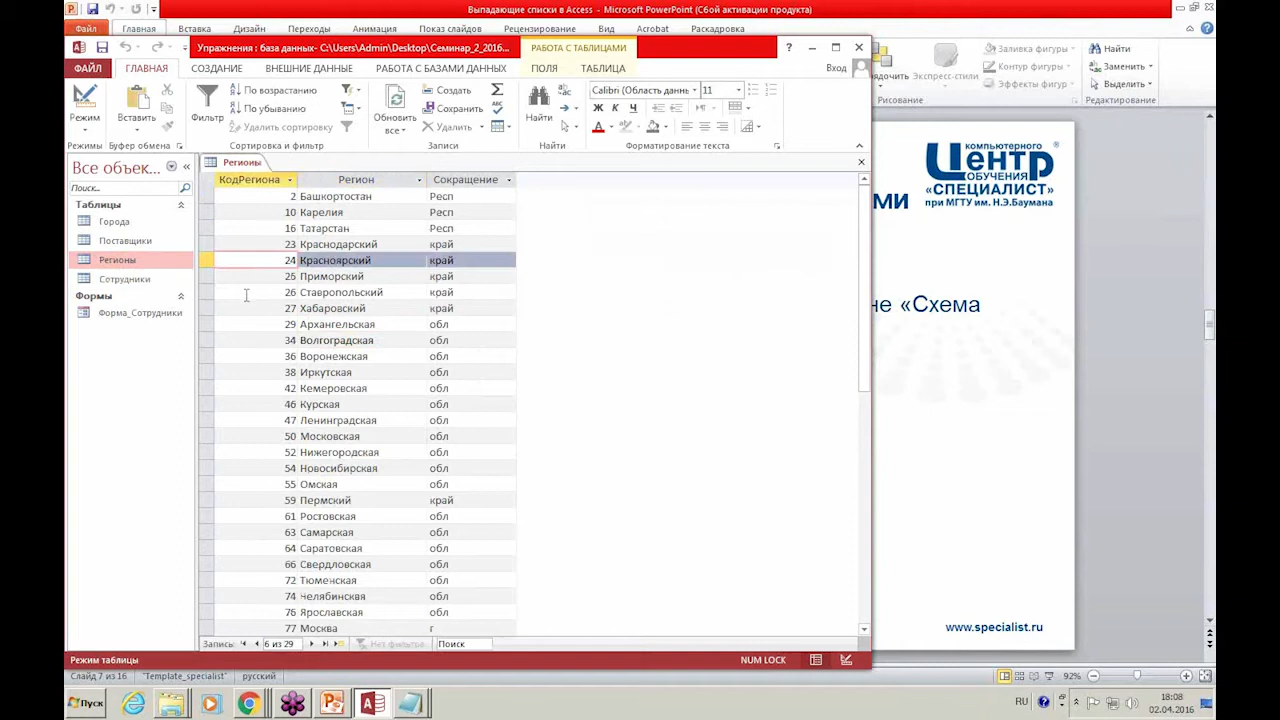 Выпадающие списки в Access - Microsoft PowerPoint (Сбой активации продукта)
Файл Главная Вставка Дизайн Переходы Анимация Показ слайдов Рецензирование Вид Acrobat Раскадровка
Упражнения : база данных- C:\Users\Admin\Desktop\Семинар_2_2016... РАБОТА С ТАБЛИЦАМИ
Вход
ФАЙЛ ГЛАВНАЯ СОЗДАНИЕ ВНЕШНИЕ ДАННЫЕ РАБОТА С БАЗАМИ ДАННЫХ ПОЛЯ ТАБЛИЦА
Режим
Режимы
Вставить
Буфер обмена
Фильтр
По возрастанию
По убыванию
Удалить сортировку
Сортировка и фильтр
Обновить все
Создать
Сохранить
Удалить
Записи
Найти
Найти
Calibri (Область данны 11
Ж К Ч
Форматирование текста
Экспресс-стили
Заливка фигуры
Контур фигуры
Эффекты фигур
Рисование
Найти
Заменить
Выделить
Редактирование
Все объек...
Поиск...
Таблицы
Города
Поставщики
Регионы
Сотрудники
Формы
Форма_Сотрудники
Регионы
КодРегиона Регион Сокращение
2 Башкортостан Респ
10 Карелия Респ
16 Татарстан Респ
23 Краснодарский край
24 Красноярский край
25 Приморский край
26 Ставропольский край
27 Хабаровский край
29 Архангельская обл
34 Волгоградская обл
36 Воронежская обл
38 Иркутская обл
42 Кемеровская обл
46 Курская обл
47 Ленинградская обл
50 Московская обл
52 Нижегородская обл
54 Новосибирская обл
55 Омская обл
59 Пермский край
61 Ростовская обл
63 Самарская обл
64 Саратовская обл
66 Свердловская обл
72 Тюменская обл
74 Челябинсквя обл
76 Ярославская обл
77 Москва г
Запись: 6 из 29 Нет фильтра Поиск
Режим таблицы NUM LOCK
компьютерного
Центр
ОБУЧЕНИЯ
«СПЕЦИАЛИСТ»
при МГТУ им. Н.Э.Баумана
МИ
не «Схема
www.specialist.ru
Слайд 7 из 16 "Template_specialist" русский 92%
Пуск
RU
18:08
02.04.2016